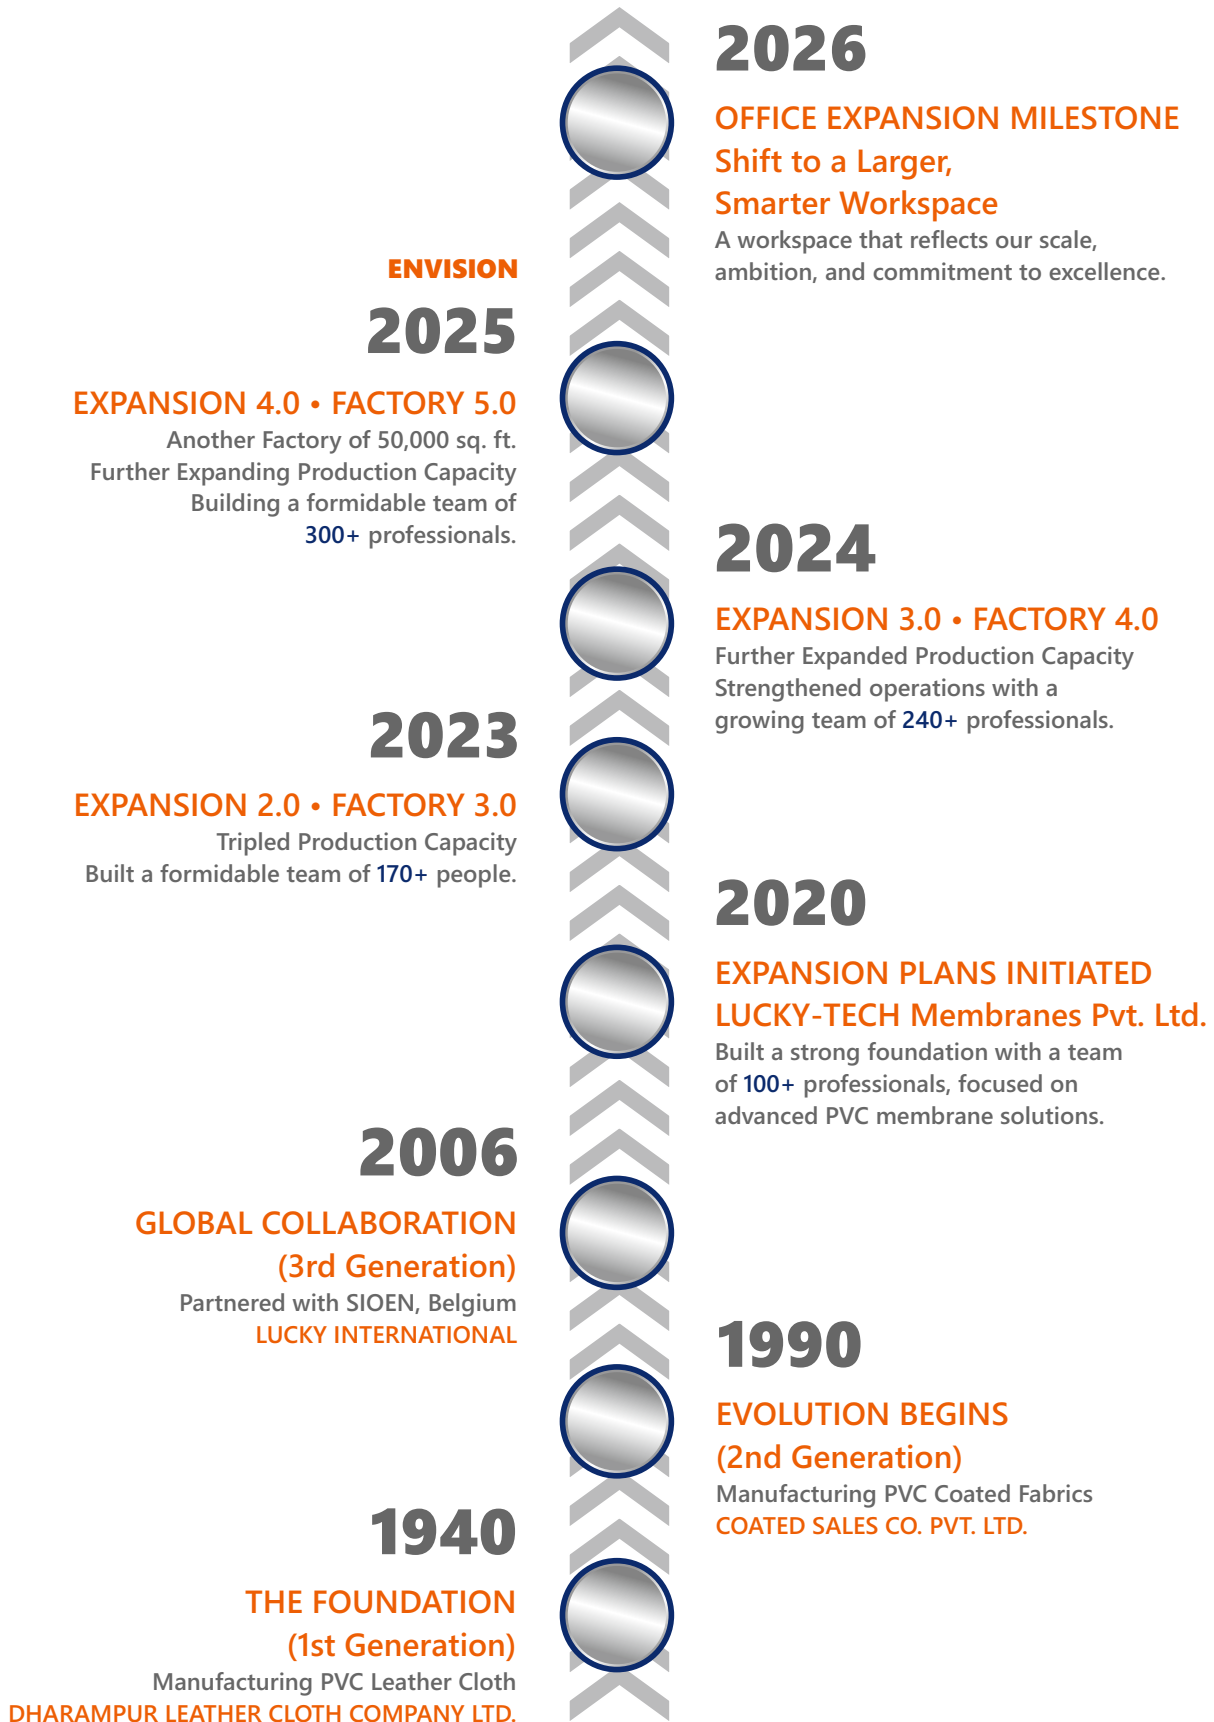 2026
OFFICE EXPANSION MILESTONE
Shift to a Larger,
Smarter Workspace
A workspace that reflects our scale,
ambition, and commitment to excellence.
ENVISION
2025
EXPANSION 4.0 • FACTORY 5.0
Another Factory of 50,000 sq. ft.
Further Expanding Production Capacity
Building a formidable team of
300+ professionals.
2024
EXPANSION 3.0 • FACTORY 4.0
Further Expanded Production Capacity
Strengthened operations with a
growing team of 240+ professionals.
2023
EXPANSION 2.0 • FACTORY 3.0
Tripled Production Capacity
Built a formidable team of 170+ people.
2020
EXPANSION PLANS INITIATED
LUCKY-TECH Membranes Pvt. Ltd.
Built a strong foundation with a team
of 100+ professionals, focused on
advanced PVC membrane solutions.
2006
GLOBAL COLLABORATION
(3rd Generation)
Partnered with SIOEN, Belgium
LUCKY INTERNATIONAL
1990
EVOLUTION BEGINS
(2nd Generation)
Manufacturing PVC Coated Fabrics
COATED SALES CO. PVT. LTD.
1940
THE FOUNDATION
(1st Generation)
Manufacturing PVC Leather Cloth
DHARAMPUR LEATHER CLOTH COMPANY LTD.